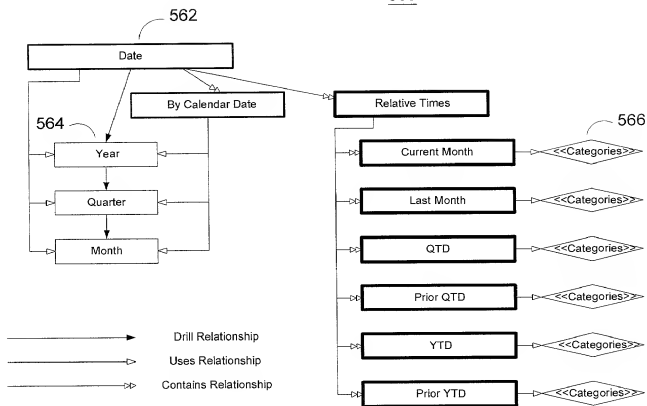 562
Date
By Calendar Date
Relative Times
564
566
Year
Current Month
<<Categories>>
Quarter
Last Month
<<Categories>>
Month
QTD
<<Categories>>
Prior QTD
<<Categories>>
Drill Relationship
YTD
<<Categories>>
Uses Relationship
Contains Relationship
Prior YTD
<<Categories>>